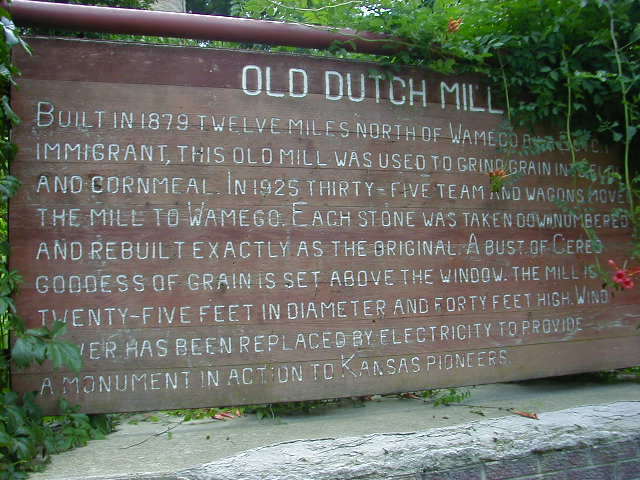 OLD DUTCH MILL
BUILT IN 1879 TWELVE MILES NORTH OF WAMEGO
IMMIGRANT, THIS OLD MILL WAS USED TO GRIND GRAIN
AND CORNMEAL. IN 1925 THIRTY-FIVE TEAM AND WAGONS MOVE
THE MILL TO WAMEGO. EACH STONE WAS TAKEN DOWN NUMBERED
AND REBUILT EXACTLY AS THE ORIGINAL. A BUST OF CERES
GODDESS OF GRAIN IS SET ABOVE THE WINDOW. THE MILL IS
TWENTY-FIVE FEET IN DIAMETER AND FORTY FEET HIGH. WIND
HAS BEEN REPLACED BY ELECTRICITY TO PROVIDE
A MONUMENT IN ACTION TO KANSAS PIONEERS.